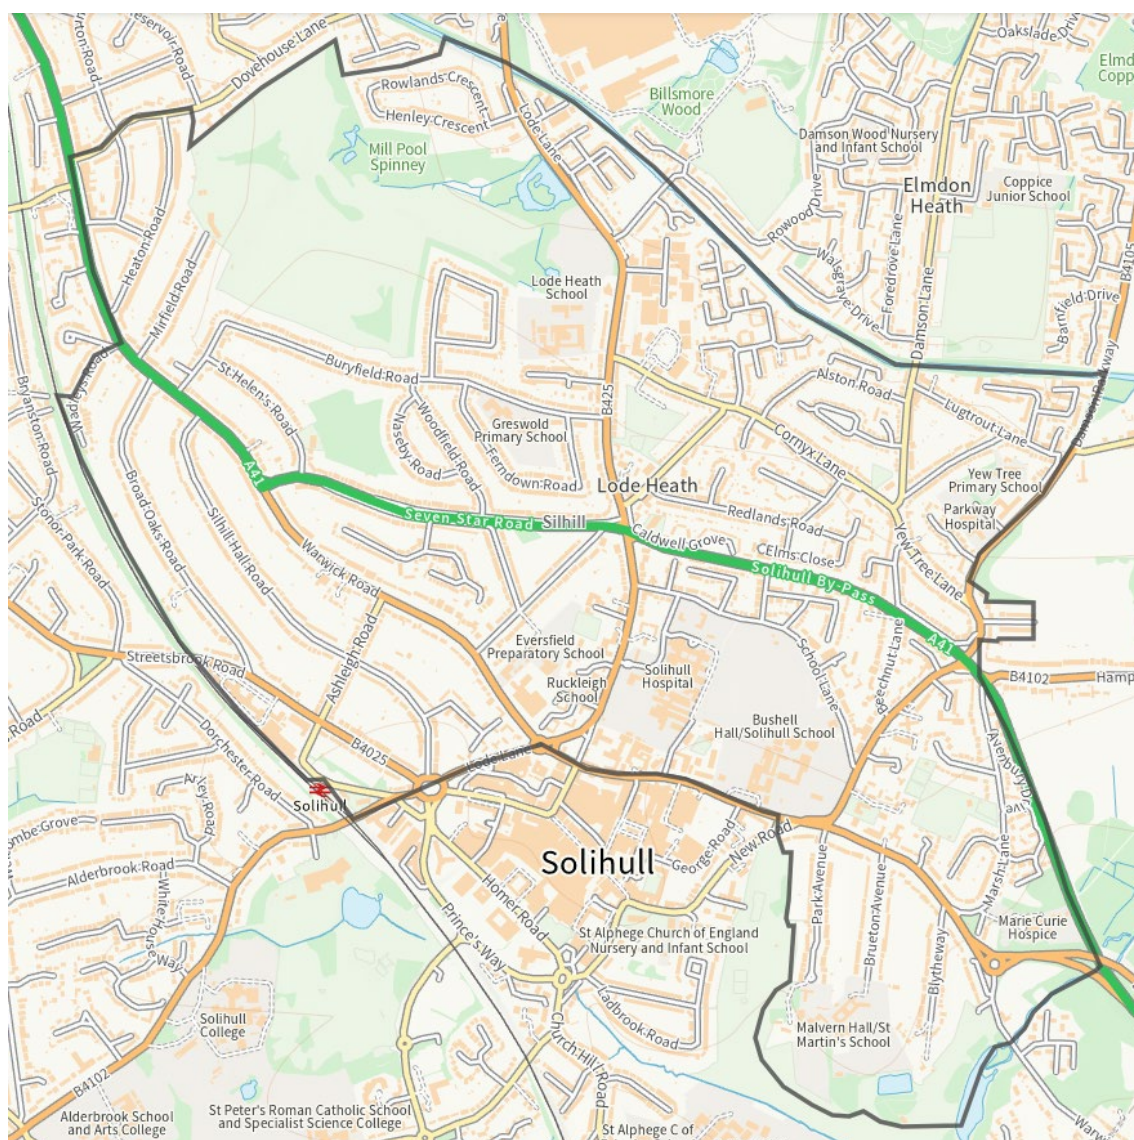 Reservoir Road
Dovehouse Lane
Rowlands Crescent
Henley Crescent
Mill Pool
Spinney
Lode Lane
Billsmore
Wood
Oakslade Drive
Damson Wood Nursery
and Infant School
Elmdon
Heath
Coppice
Junior School
Rowood Drive
Walsgrave Drive
Foredrove Lane
Damson Lane
B4105
Barnfield Drive
Damson Parkway
Heaton Road
Mirfield Road
Lode Heath
School
Buryfield Road
St Helen's Road
Naseby Road
Woodfield Road
Ferndown Road
Greswold
Primary School
B425
Alston Road
Lugtrout Lane
Cornyx Lane
Yew Tree
Primary School
Parkway
Hospital
Bryanston Road
Stonor Park Road
Broad Oaks Road
Silhill Hall Road
A41
Lode Heath
Seven Star Road
Silhill
Redlands Road
Caldwell Grove
Elms Close
Solihull By-Pass
Yew Tree Lane
A41
Warwick Road
Ashleigh Road
Streetsbrook Road
Eversfield
Preparatory School
Ruckleigh
School
Solihull
Hospital
School Lane
Beechnut Lane
B4102
Bushell
Hall/Solihull School
Avenbury Drive
Dorchester Road
B4025
Lode Lane
Solihull
Arley Road
Alderbrook Road
White House Way
Solihull
George Road
New Road
Park Avenue
Brueton Avenue
Marsh Lane
Blytheway
Marie Curie
Hospice
Homer Road
Prince's Way
St Alphege Church of England
Nursery and Infant School
Ladbrook Road
Church Hill Road
Solihull
College
Malvern Hall/St
Martin's School
B4102
Alderbrook School
and Arts College
St Peter's Roman Catholic School
and Specialist Science College
St Alphege C of